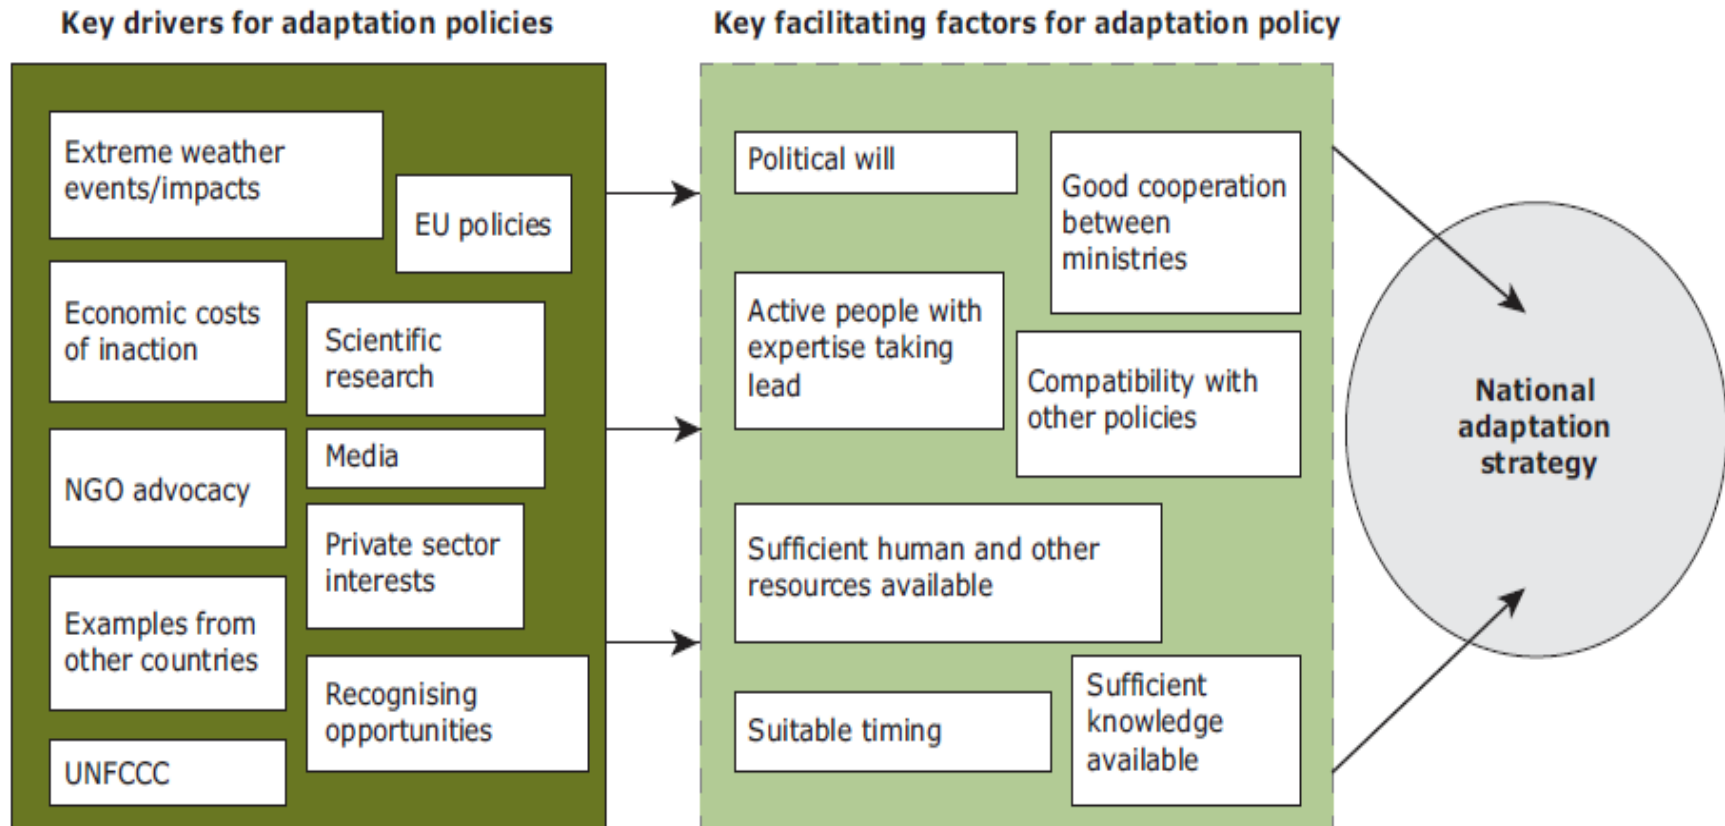 Key drivers for adaptation policies
Extreme weather
events/impacts
EU policies
Economic costs
of inaction
Scientific
research
NGO advocacy
Media
Private sector
interests
Examples from
other countries
Recognising
opportunities
UNFCCC
Key facilitating factors for adaptation policy
Political will
Good cooperation
between
ministries
Active people with
expertise taking
lead
Compatibility with
other policies
Sufficient human and other
resources available
Suitable timing
Sufficient
knowledge
available
National
adaptation
strategy